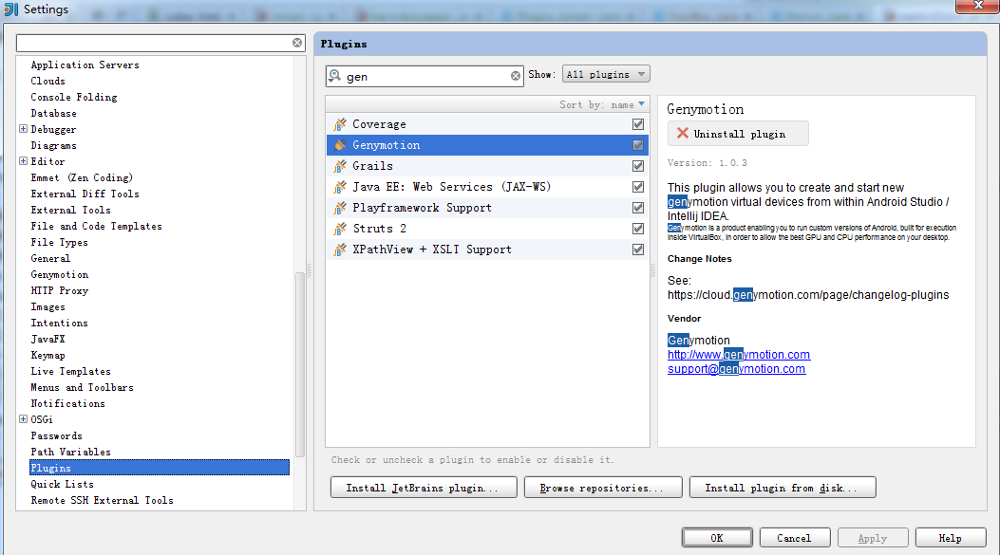 Settings
Application Servers
Clouds
Console Folding
Database
Debugger
Diagrams
Editor
Emmet (Zen Coding)
External Diff Tools
External Tools
File and Code Templates
File Types
General
Genymotion
HTTP Proxy
Images
Intentions
JavaFX
Keymap
Live Templates
Menus and Toolbars
Notifications
OSGi
Passwords
Path Variables
Plugins
Quick Lists
Remote SSH External Tools
Plugins
gen
Show: All plugins
Sort by: name
Coverage
Genymotion
Grails
Java EE: Web Services (JAX-WS)
Playframework Support
Struts 2
XPathView + XSLT Support
Genymotion
Uninstall plugin
Version: 1.0.3
This plugin allows you to create and start new
genymotion virtual devices from within Android Studio /
Intellij IDEA.
Genymotion is a product enabling you to run custom versions of Android, built for execution
inside VirtualBox, in order to allow the best GPU and CPU performance on your desktop.
Change Notes
See:
https://cloud.genymotion.com/page/changelog-plugins
Vendor
Genymotion
http://www.genymotion.com
support@genymotion.com
Check or uncheck a plugin to enable or disable it.
Install JetBrains plugin...
Browse repositories...
Install plugin from disk...
OK
Cancel
Apply
Help